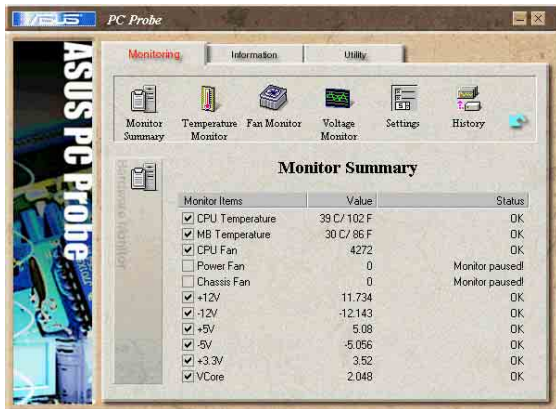 ASUS PC Probe
Monitoring Information Utility
Monitor Summary
Temperature Monitor
Fan Monitor
Voltage Monitor
Settings
History
ASUS PC Probe
Hardware Monitor
Monitor Summary
Monitor Items Value Status
CPU Temperature 39 C/ 102 F OK
MB Temperature 30 C/ 86 F OK
CPU Fan 4272 OK
Power Fan 0 Monitor paused!
Chassis Fan 0 Monitor paused!
+12V 11.734 OK
-12V -12.143 OK
+5V 5.08 OK
-5V -5.056 OK
+3.3V 3.52 OK
VCore 2.048 OK